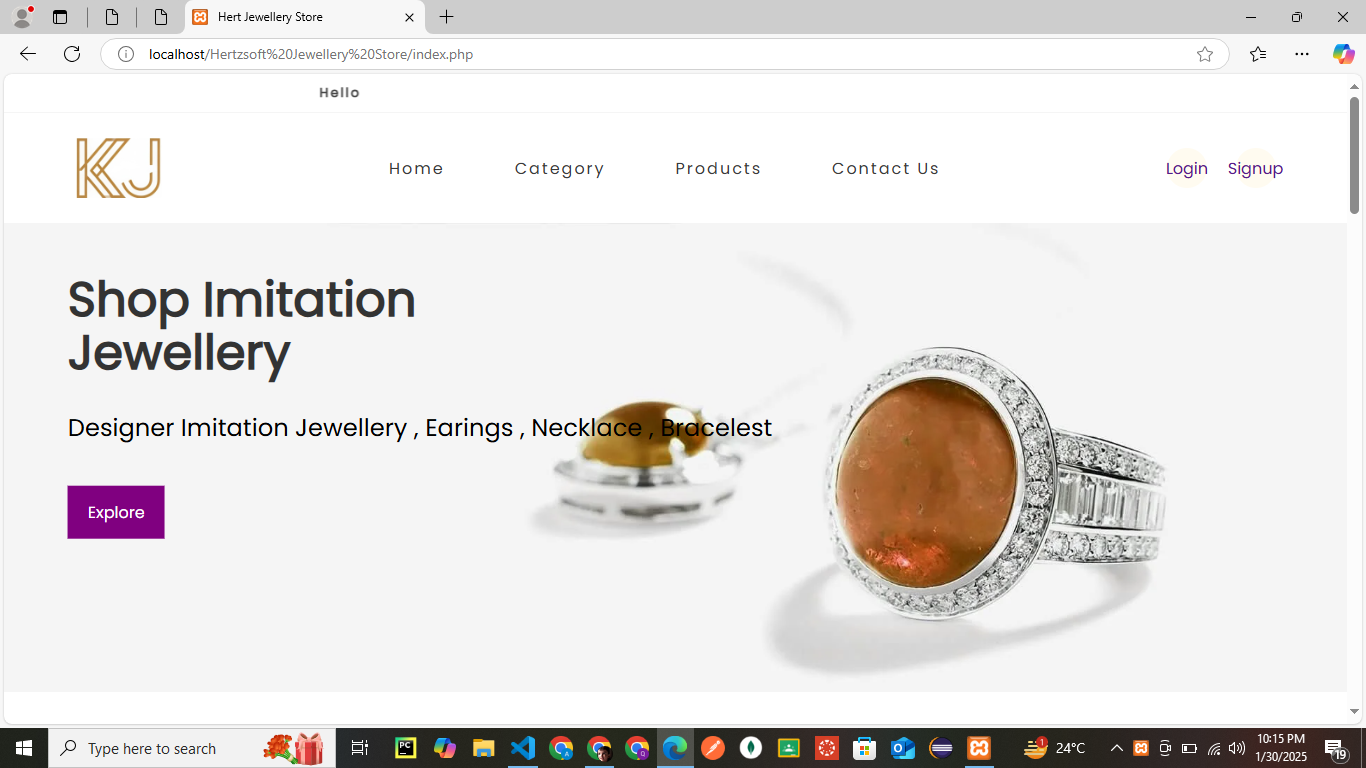 Hert Jewellery Store
localhost/Hertzsoft%20Jewellery%20Store/index.php
Hello
KJ
Home Category Products Contact Us Login Signup
Shop Imitation
Jewellery
Designer Imitation Jewellery , Earings , Necklace , Bracelest
Explore
Type here to search
PC
A
G
1
24°C
10:15 PM
1/30/2025
19